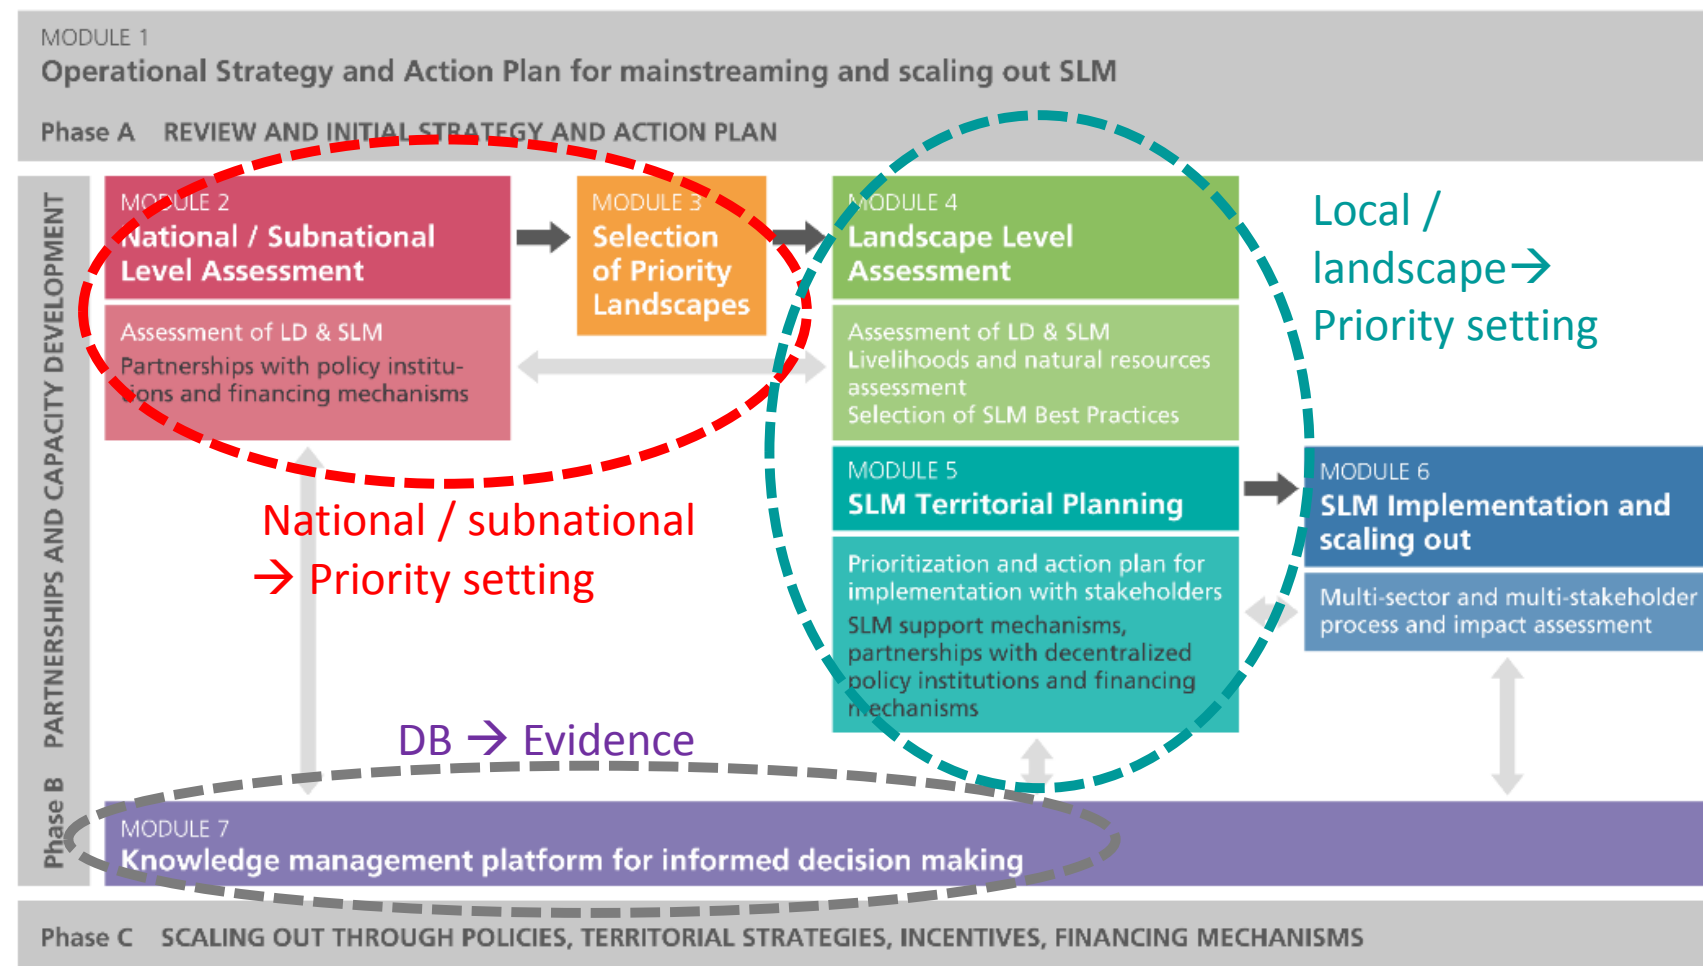 MODULE 1
Operational Strategy and Action Plan for mainstreaming and scaling out SLM
Phase A REVIEW AND INITIAL STRATEGY AND ACTION PLAN
Phase B PARTNERSHIPS AND CAPACITY DEVELOPMENT
MODULE 2
National / Subnational
Level Assessment
Assessment of LD & SLM
Partnerships with policy institu-
tions and financing mechanisms
MODULE 3
Selection
of Priority
Landscapes
MODULE 4
Landscape Level
Assessment
Assessment of LD & SLM
Livelihoods and natural resources
assessment
Selection of SLM Best Practices
Local /
landscape→
Priority setting
National / subnational
→ Priority setting
MODULE 5
SLM Territorial Planning
Prioritization and action plan for
implementation with stakeholders
SLM support mechanisms,
partnerships with decentralized
policy institutions and financing
mechanisms
MODULE 6
SLM Implementation and
scaling out
Multi-sector and multi-stakeholder
process and impact assessment
DB → Evidence
MODULE 7
Knowledge management platform for informed decision making
Phase C SCALING OUT THROUGH POLICIES, TERRITORIAL STRATEGIES, INCENTIVES, FINANCING MECHANISMS